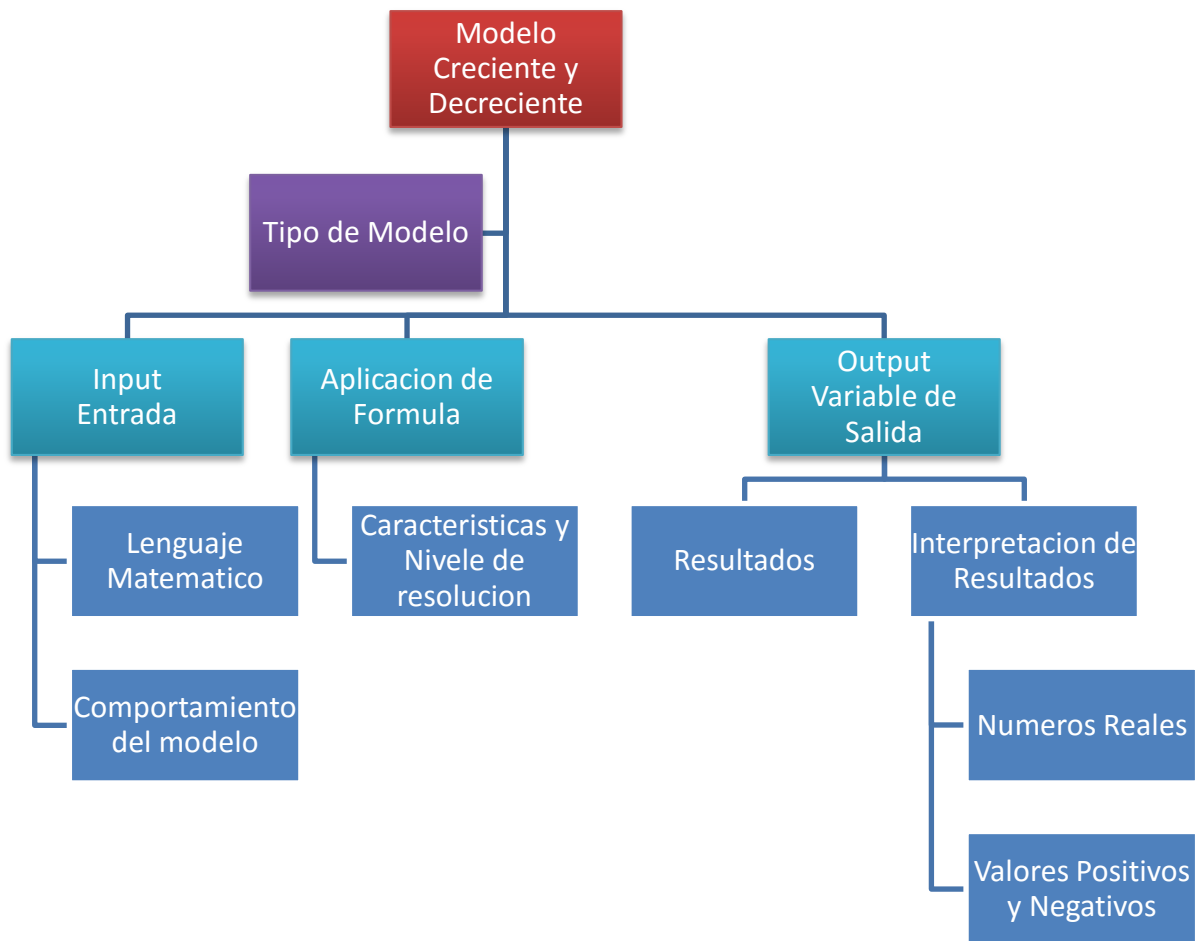 Modelo
Creciente y
Decreciente
Tipo de Modelo
Input
Entrada
Aplicacion de
Formula
Output
Variable de
Salida
Lenguaje
Matematico
Caracteristicas y
Nivele de
resolucion
Resultados
Interpretacion de
Resultados
Comportamiento
del modelo
Numeros Reales
Valores Positivos
y Negativos